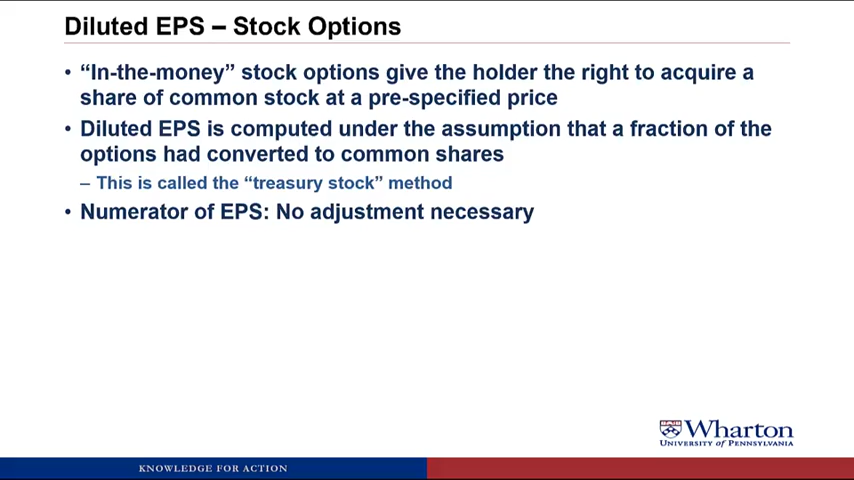 Diluted EPS – Stock Options
• “In-the-money” stock options give the holder the right to acquire a
share of common stock at a pre-specified price
• Diluted EPS is computed under the assumption that a fraction of the
options had converted to common shares
– This is called the “treasury stock” method
• Numerator of EPS: No adjustment necessary
Wharton
UNIVERSITY of PENNSYLVANIA
KNOWLEDGE FOR ACTION